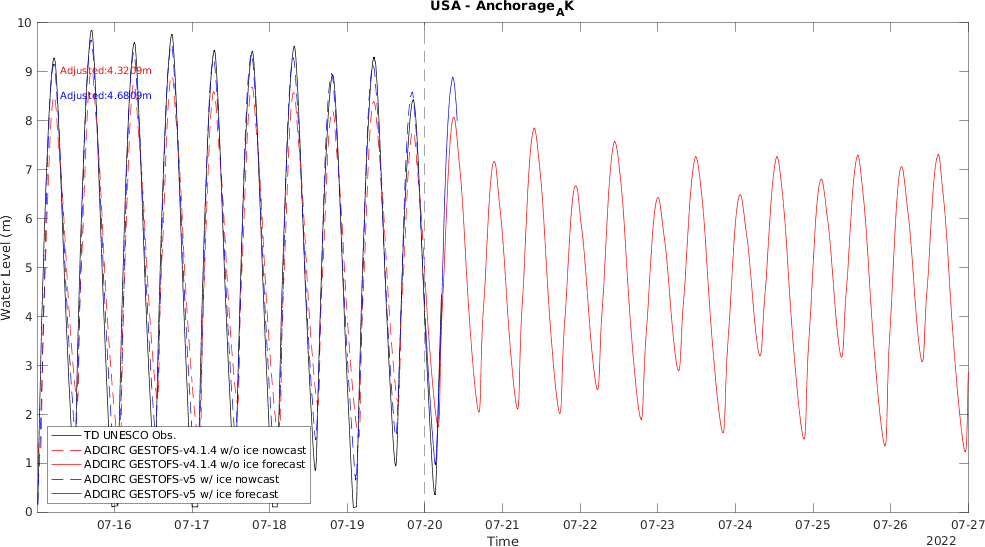 USA - Anchorage_AK
10
9
8
7
6
5
4
3
2
1
0
Water Level (m)
Adjusted:4.3209m
Adjusted:4.6809m
TD UNESCO Obs.
ADCIRC GESTOFS-v4.1.4 w/o ice nowcast
ADCIRC GESTOFS-v4.1.4 w/o ice forecast
ADCIRC GESTOFS-v5 w/ ice nowcast
ADCIRC GESTOFS-v5 w/ ice forecast
07-16 07-17 07-18 07-19 07-20 07-21 07-22 07-23 07-24 07-25 07-26 07-27
Time
2022